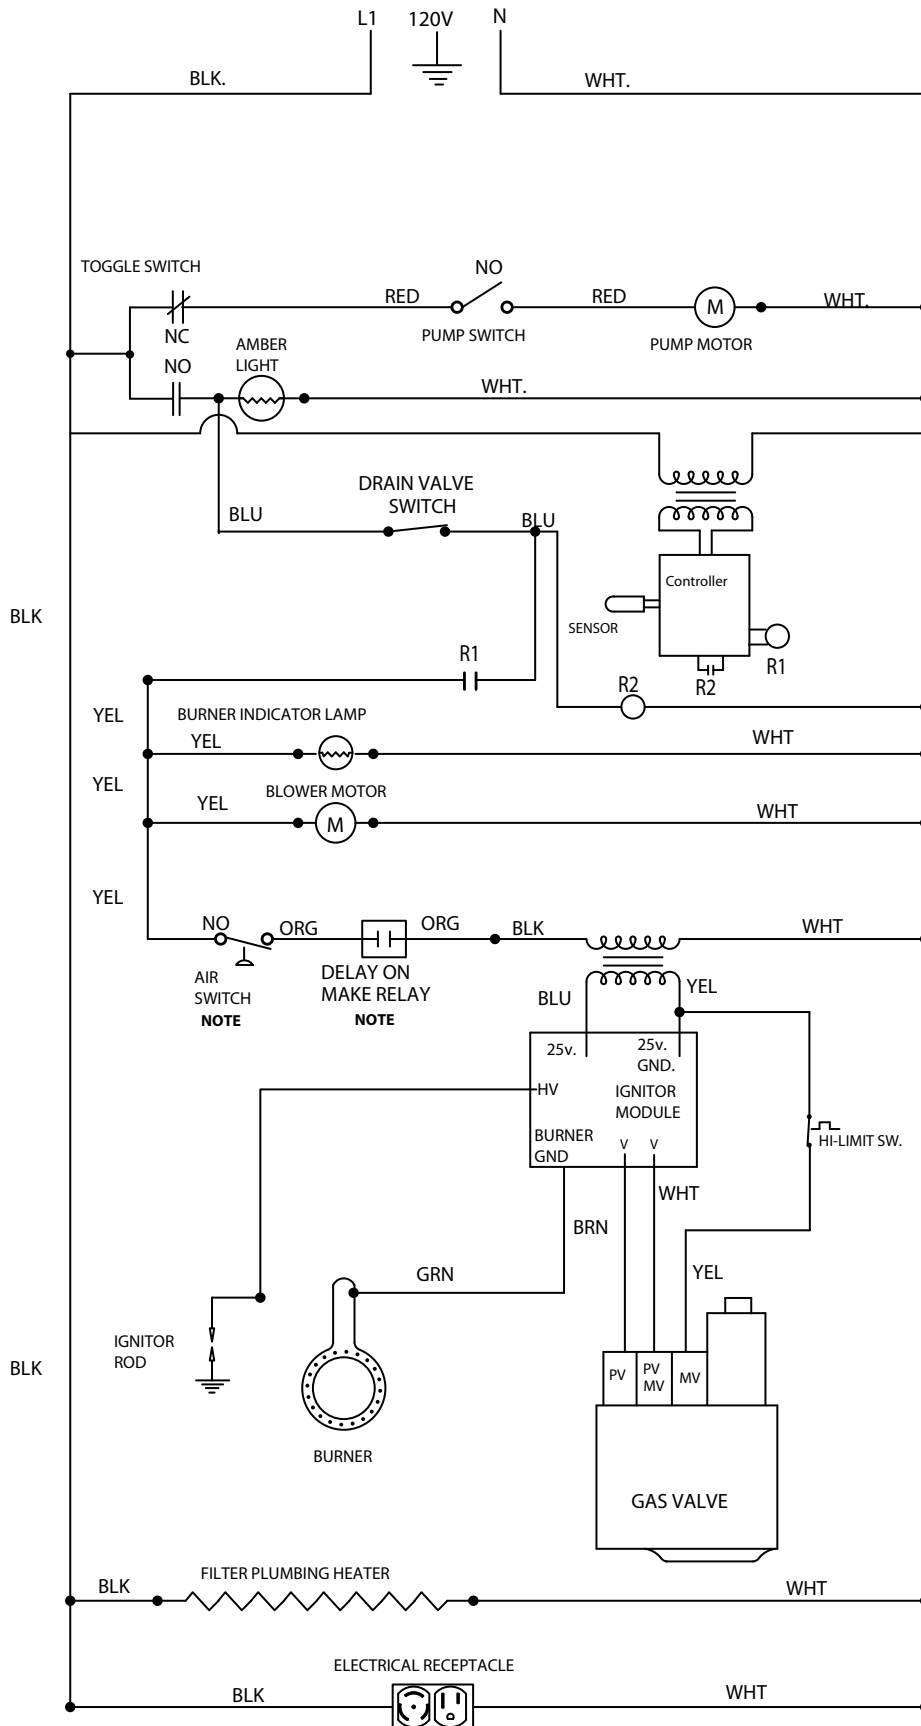 L1 120V N
BLK. WHT.
TOGGLE SWITCH
NO
RED RED WHT.
M
NC
PUMP SWITCH
PUMP MOTOR
NO
AMBER
LIGHT
WHT.
DRAIN VALVE
SWITCH
BLU BLU
Controller
BLK
SENSOR
R1
R1
R2
R2
YEL
BURNER INDICATOR LAMP
YEL WHT
YEL
BLOWER MOTOR
YEL WHT
M
YEL
NO ORG ORG BLK WHT
AIR
SWITCH
NOTE
DELAY ON
MAKE RELAY
NOTE
BLU YEL
25v.
25v.
GND.
HV
IGNITOR
MODULE
BURNER
GND
V V
HI-LIMIT SW.
WHT
BRN
YEL
GRN
IGNITOR
ROD
BLK
PV
PV
MV
MV
BURNER
GAS VALVE
FILTER PLUMBING HEATER
BLK WHT
ELECTRICAL RECEPTACLE
BLK WHT